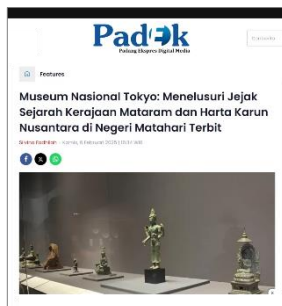 Padek
Padang Ekspres Digital Media
Features
Museum Nasional Tokyo: Menelusuri Jejak
Sejarah Kerajaan Mataram dan Harta Karun
Nusantara di Negeri Matahari Terbit